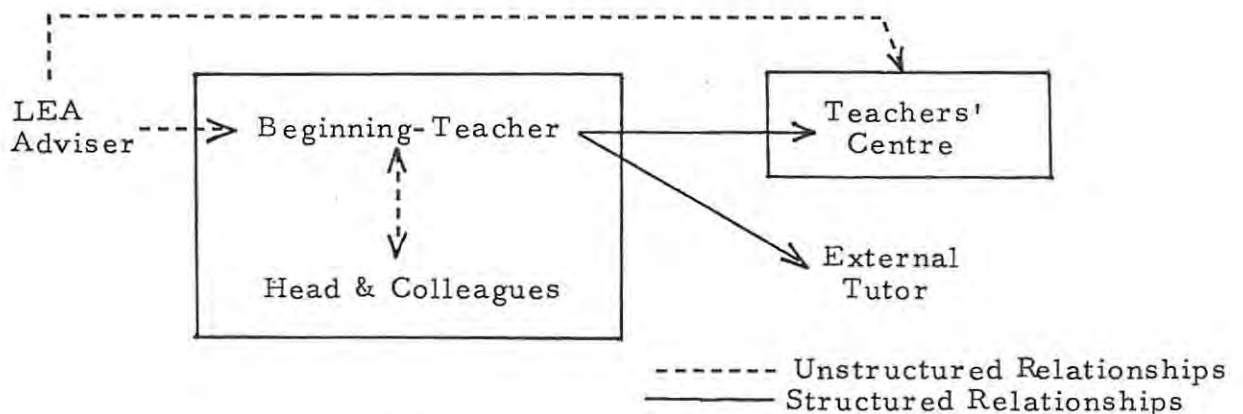 LEA
Adviser
Beginning-Teacher
Head & Colleagues
Teachers'
Centre
External
Tutor
Unstructured Relationships
Structured Relationships